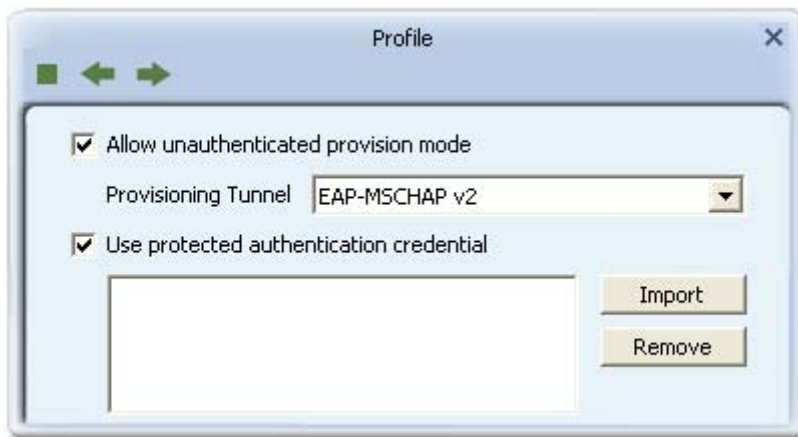 Profile
Allow unauthenticated provision mode
Provisioning Tunnel EAP-MSCHAP v2
Use protected authentication credential
Import
Remove